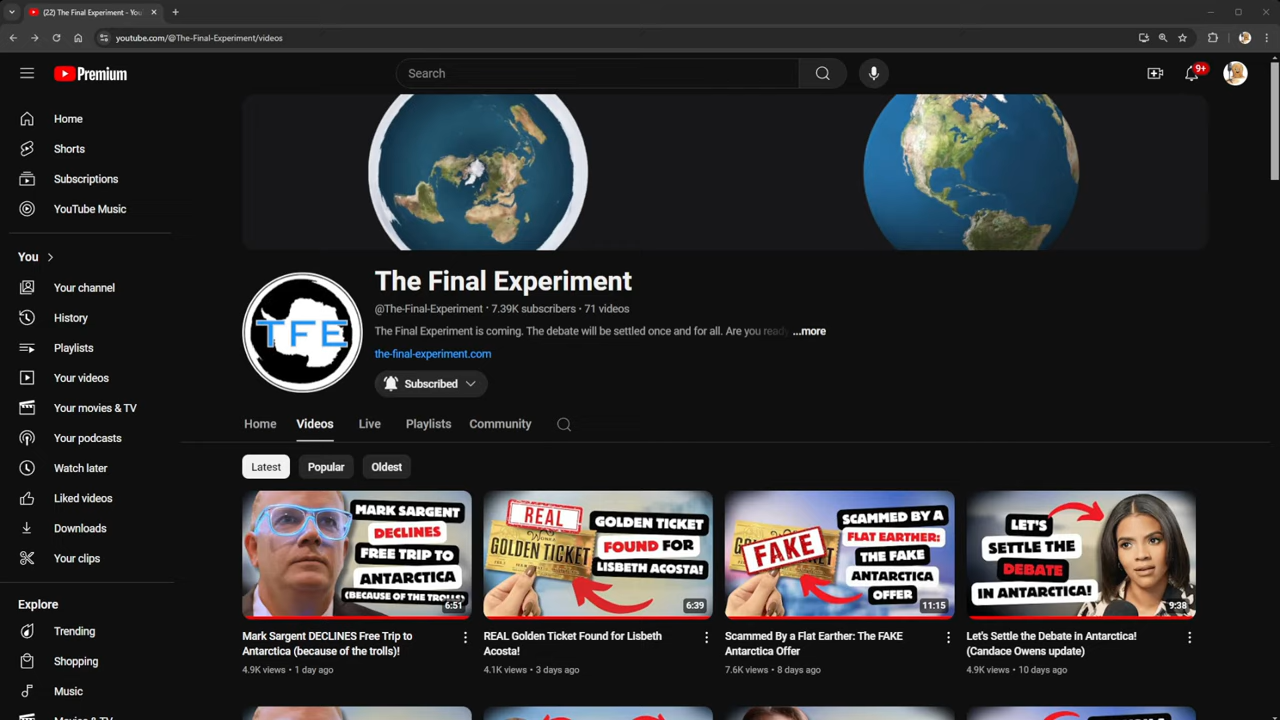 (22) The Final Experiment - You
youtube.com/@The-Final-Experiment/videos
Premium
Search
9+
Home
Shorts
Subscriptions
YouTube Music
You
Your channel
History
Playlists
Your videos
Your movies & TV
Your podcasts
Watch later
Liked videos
Downloads
Your clips
Explore
Trending
Shopping
Music
TFE
The Final Experiment
@The-Final-Experiment · 7.39K subscribers · 71 videos
The Final Experiment is coming. The debate will be settled once and for all. Are you ready ...more
the-final-experiment.com
Subscribed
Home Videos Live Playlists Community
Latest Popular Oldest
MARK SARGENT
DECLINES
FREE TRIP TO
ANTARCTICA
(BECAUSE OF THE TROLLS)!
6:51
Mark Sargent DECLINES Free Trip to
Antarctica (because of the trolls)!
4.9K views • 1 day ago
REAL
GOLDEN TICKET
GOLDEN TICKET
FOUND FOR
LISBETH ACOSTA!
6:39
REAL Golden Ticket Found for Lisbeth
Acosta!
4.1K views • 3 days ago
FAKE
GOLDEN TICKET
SCAMMED BY A
FLAT EARTHER:
THE FAKE
ANTARCTICA
OFFER
11:15
Scammed By a Flat Earther: The FAKE
Antarctica Offer
7.6K views • 8 days ago
LET'S
SETTLE THE
DEBATE
IN ANTARCTICA!
9:38
Let's Settle the Debate in Antarctica!
(Candace Owens update)
4.9K views • 10 days ago